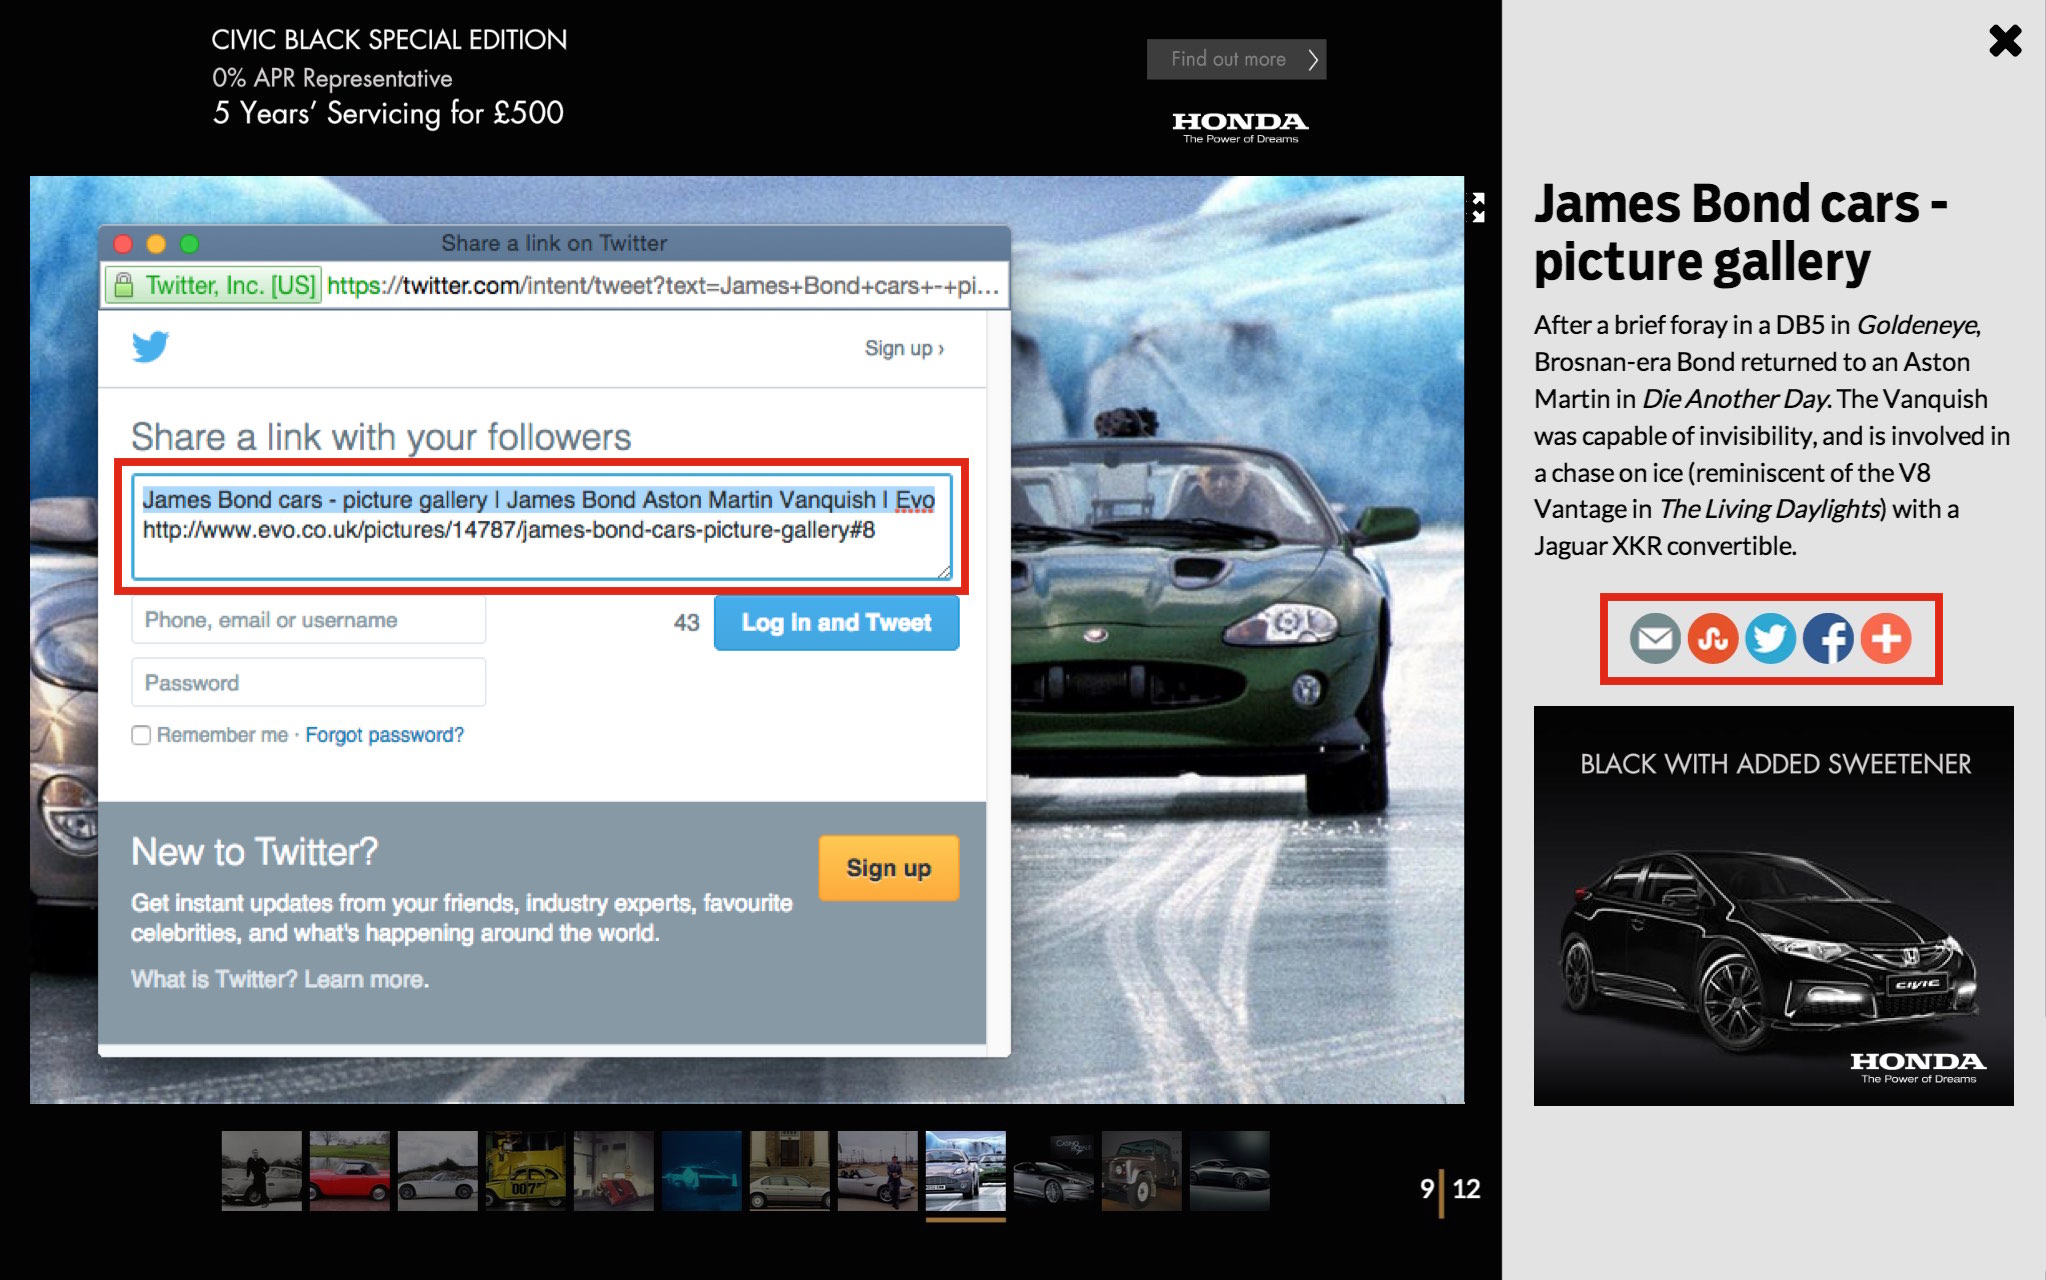 CIVIC BLACK SPECIAL EDITION
0% APR Representative
5 Years' Servicing for £500
Find out more
HONDA
The Power of Dreams
Share a link on Twitter
Twitter, Inc. [US] https://twitter.com/intent/tweet?text=James+Bond+cars+-+pi...
Sign up ›
Share a link with your followers
James Bond cars - picture gallery | James Bond Aston Martin Vanquish | Evo
http://www.evo.co.uk/pictures/14787/james-bond-cars-picture-gallery#8
Phone, email or username
43
Log in and Tweet
Password
Remember me · Forgot password?
New to Twitter?
Sign up
Get instant updates from your friends, industry experts, favourite
celebrities, and what's happening around the world.
What is Twitter? Learn more.
007
9 | 12
James Bond cars -
picture gallery
After a brief foray in a DB5 in Goldeneye,
Brosnan-era Bond returned to an Aston
Martin in Die Another Day. The Vanquish
was capable of invisibility, and is involved in
a chase on ice (reminiscent of the V8
Vantage in The Living Daylights) with a
Jaguar XKR convertible.
BLACK WITH ADDED SWEETENER
CIVIC
HONDA
The Power of Dreams